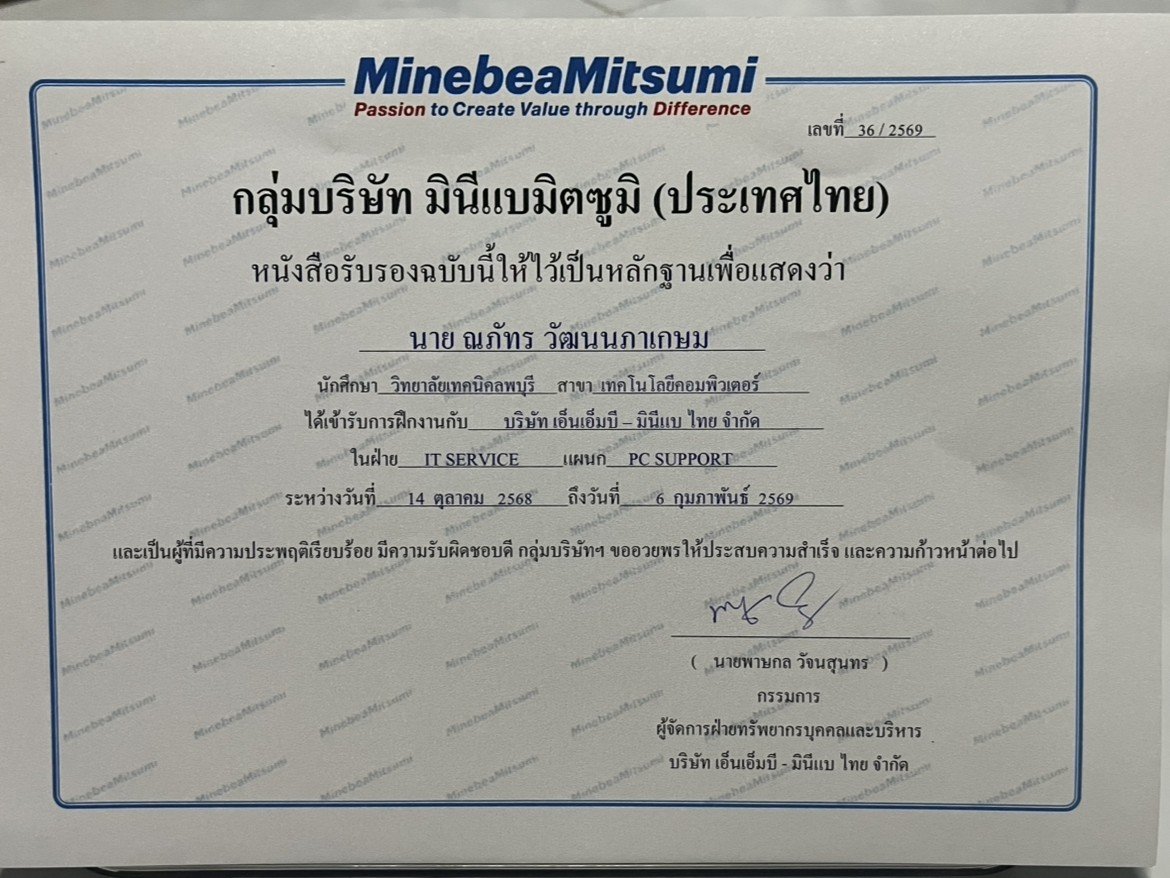 MinebeaMitsumi
Passion to Create Value through Difference
เลขที่ 36 / 2569
กลุ่มบริษัท มินีแบมิตซูมิ (ประเทศไทย)
หนังสือรับรองฉบับนี้ให้ไว้เป็นหลักฐานเพื่อแสดงว่า
นาย ณภัทร วัฒนนภาเกษม
นักศึกษา วิทยาลัยเทคนิคลพบุรี สาขา เทคโนโลยีคอมพิวเตอร์
ได้เข้ารับการฝึกงานกับ บริษัท เอ็นเอ็มบี – มินีแบ ไทย จำกัด
ในฝ่าย IT SERVICE แผนก PC SUPPORT
ระหว่างวันที่ 14 ตุลาคม 2568 ถึงวันที่ 6 กุมภาพันธ์ 2569
และเป็นผู้ที่มีความประพฤติเรียบร้อย มีความรับผิดชอบดี กลุ่มบริษัทฯ ขออวยพรให้ประสบความสำเร็จ และความก้าวหน้าต่อไป
( นายพาษกล วัจนสุนทร )
กรรมการ
ผู้จัดการฝ่ายทรัพยากรบุคคลและบริหาร
บริษัท เอ็นเอ็มบี - มินีแบ ไทย จำกัด